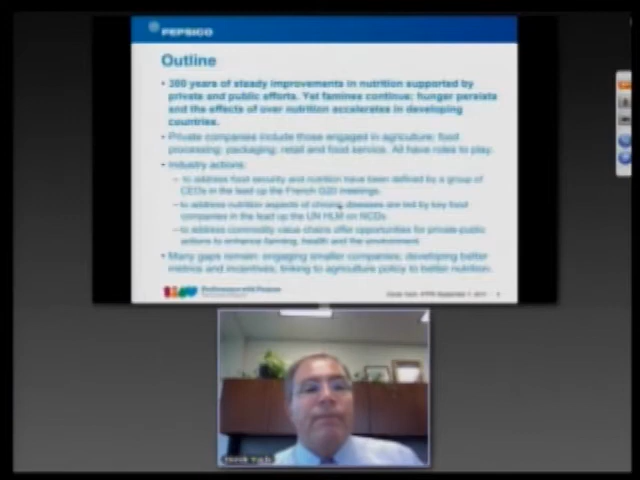 PEPSICO
Outline
• 300 years of steady improvements in nutrition supported by
private and public efforts. Yet famines continue; hunger persists
and the effects of over nutrition accelerates in developing
countries.
• Private companies include those engaged in agriculture; food
processing; packaging; retail and food service. All have roles to play.
• Industry actions:
– to address food security and nutrition have been defined by a group of
CEOs in the lead up the French G20 meetings.
– to address nutrition aspects of chronic diseases are led by key food
companies in the lead up the UN HLM on NCDs
– to address commodity value chains offer opportunities for private public
actions to enhance farming, health and the environment
• Many gaps remain: engaging smaller companies; developing better
metrics and incentives; linking to agriculture policy to better nutrition.
Performance with Purpose